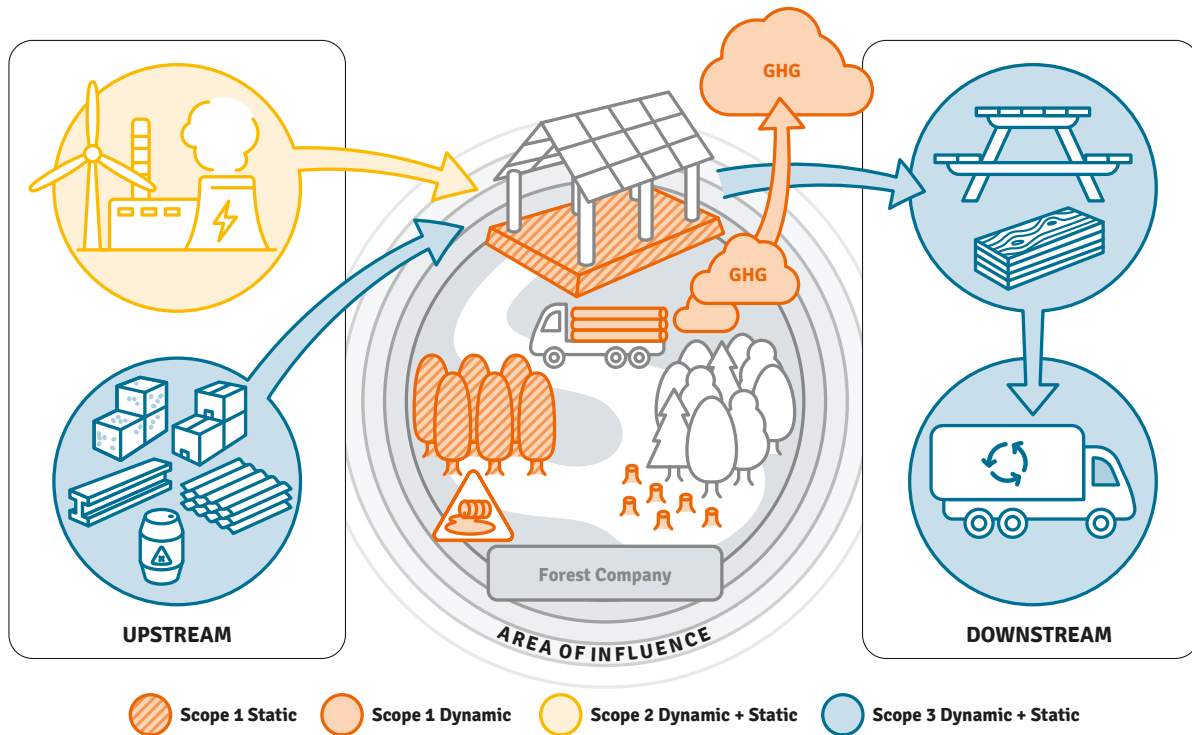 GHG
GHG
Forest Company
UPSTREAM
AREA OF INFLUENCE
DOWNSTREAM
Scope 1 Static
Scope 1 Dynamic
Scope 2 Dynamic + Static
Scope 3 Dynamic + Static